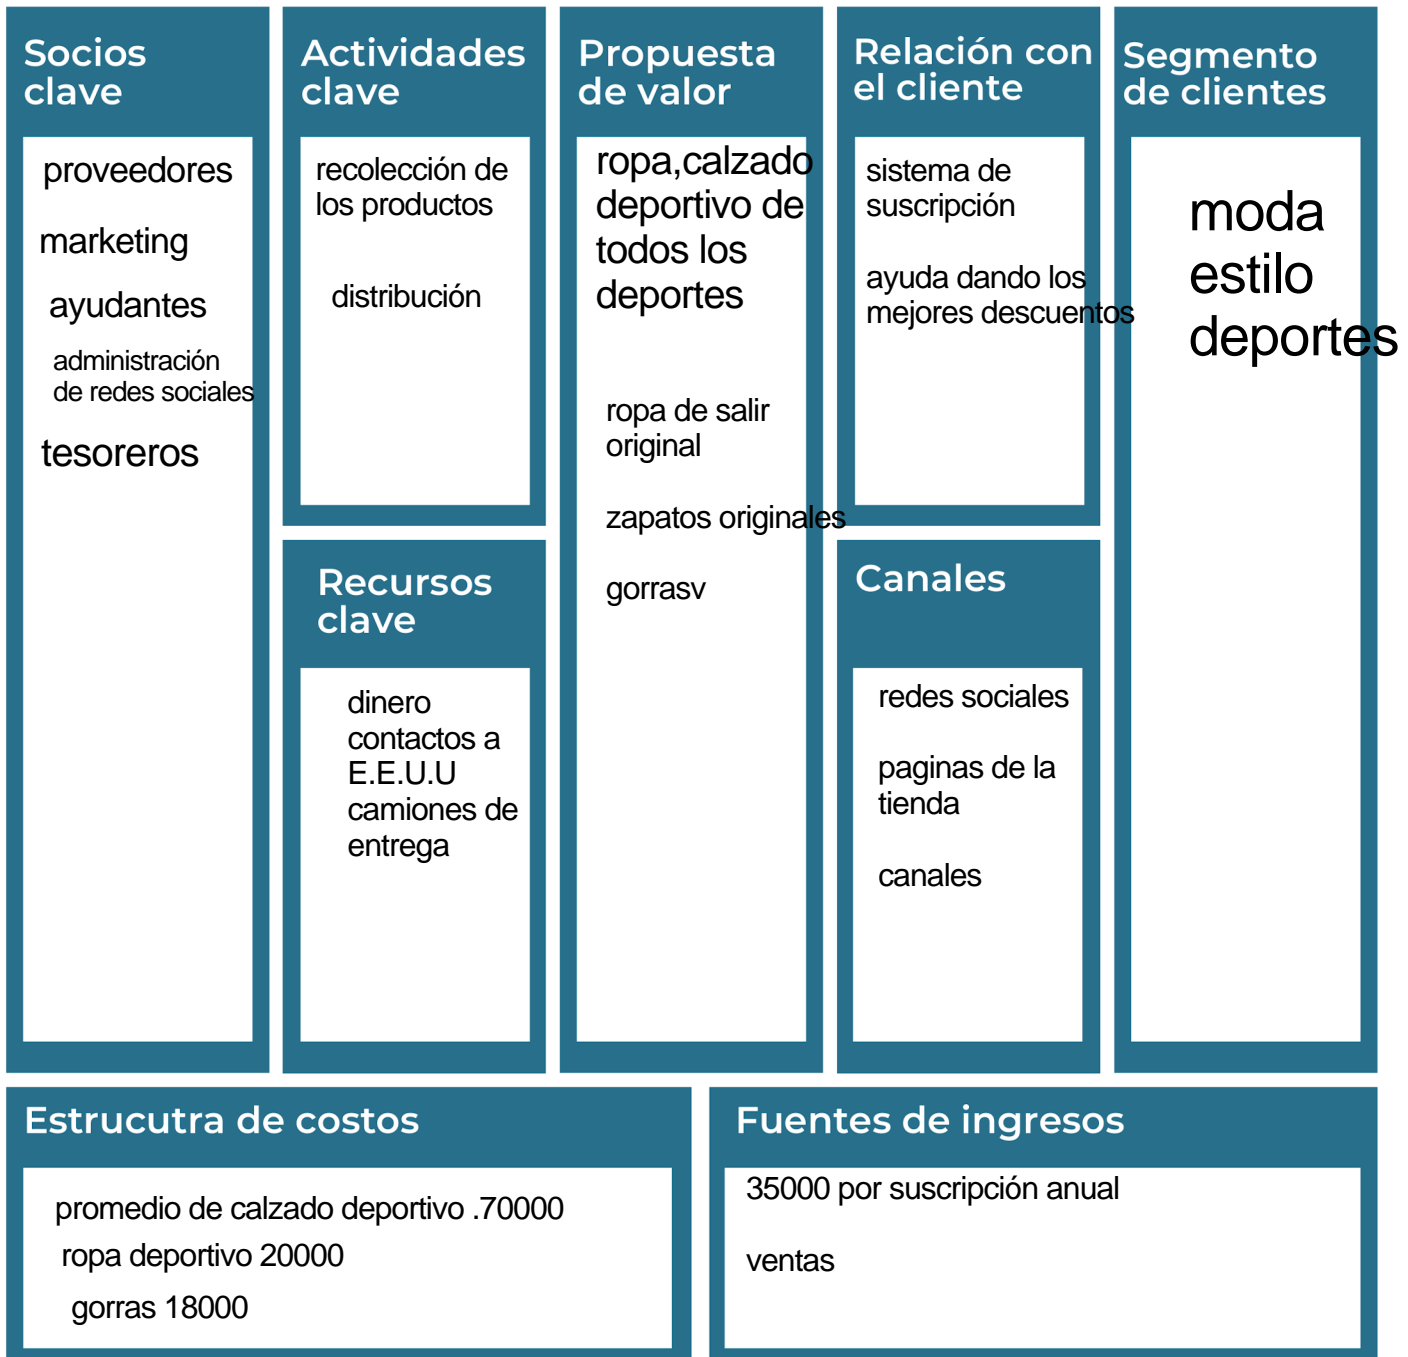 Socios
clave
proveedores
marketing
ayudantes
administración
de redes sociales
tesoreros
Actividades
clave
recolección de
los productos
distribución
Recursos
clave
dinero
contactos a
E.E.U.U
camiones de
entrega
Propuesta
de valor
ropa,calzado
deportivo de
todos los
deportes
ropa de salir
original
zapatos originales
gorrasv
Relación con
el cliente
sistema de
suscripción
ayuda dando los
mejores descuentos
Canales
redes sociales
paginas de la
tienda
canales
Segmento
de clientes
moda
estilo
deportes
Estrucutra de costos
promedio de calzado deportivo .70000
ropa deportivo 20000
gorras 18000
Fuentes de ingresos
35000 por suscripción anual
ventas